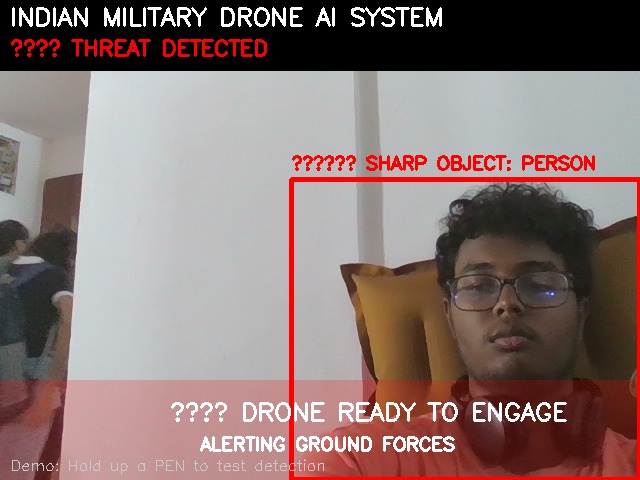 INDIAN MILITARY DRONE AI SYSTEM
???? THREAT DETECTED
?????? SHARP OBJECT: PERSON
???? DRONE READY TO ENGAGE
ALERTING GROUND FORCES
Demo: Hold up a PEN to test detection